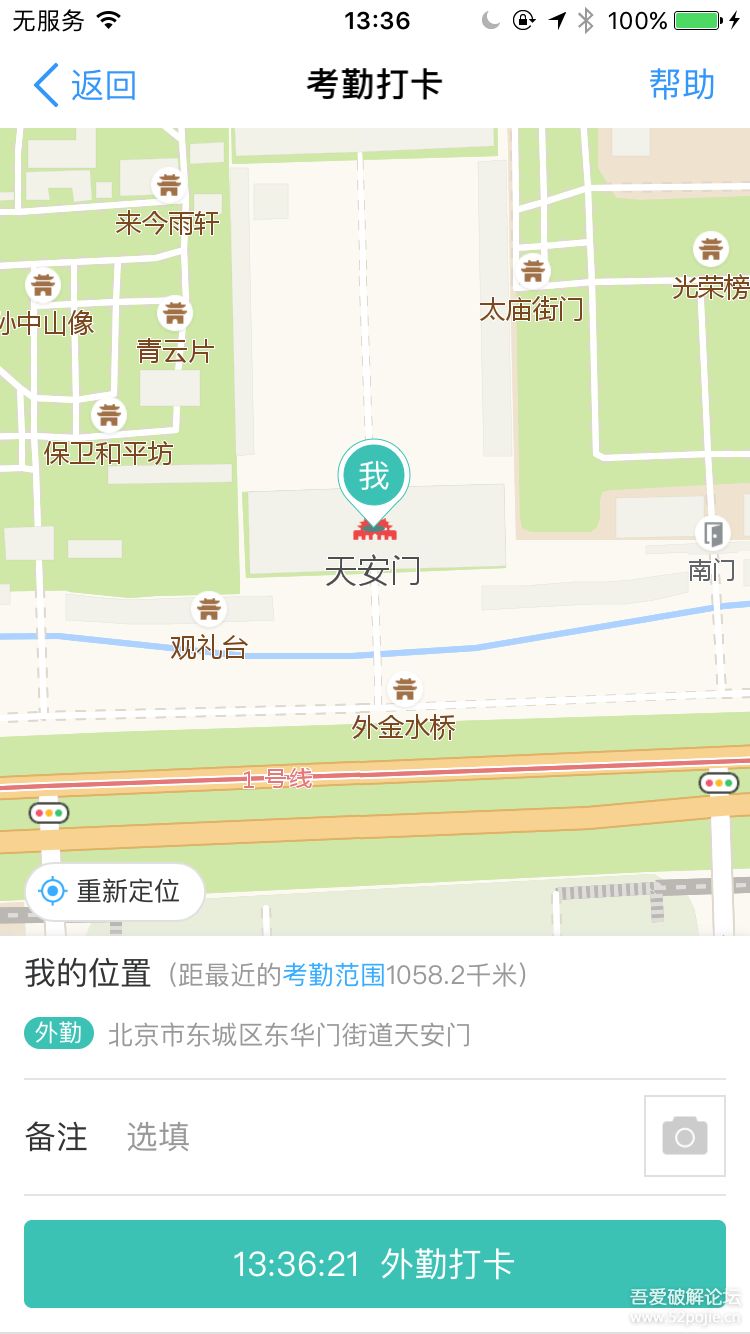 无服务 13:36 100%
返回 考勤打卡 帮助
来今雨轩
光荣榜
太庙街门
孙中山像
青云片
保卫和平坊
我
天安门
南门
观礼台
外金水桥
1 号线
重新定位
我的位置（距最近的考勤范围1058.2千米）
外勤 北京市东城区东华门街道天安门
备注 选填
13:36:21 外勤打卡
吾爱破解论坛
www.52pojie.cn